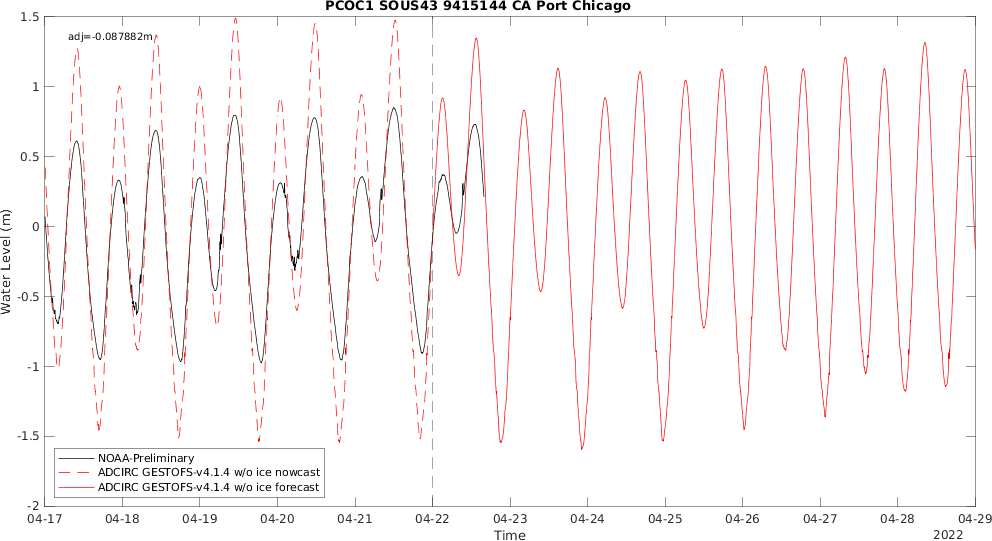 PCOC1 SOUS43 9415144 CA Port Chicago
adj=-0.087882m
Water Level (m)
1.5
1
0.5
0
-0.5
-1
-1.5
-2
NOAA-Preliminary
ADCIRC GESTOFS-v4.1.4 w/o ice nowcast
ADCIRC GESTOFS-v4.1.4 w/o ice forecast
04-17 04-18 04-19 04-20 04-21 04-22 04-23 04-24 04-25 04-26 04-27 04-28 04-29
Time
2022